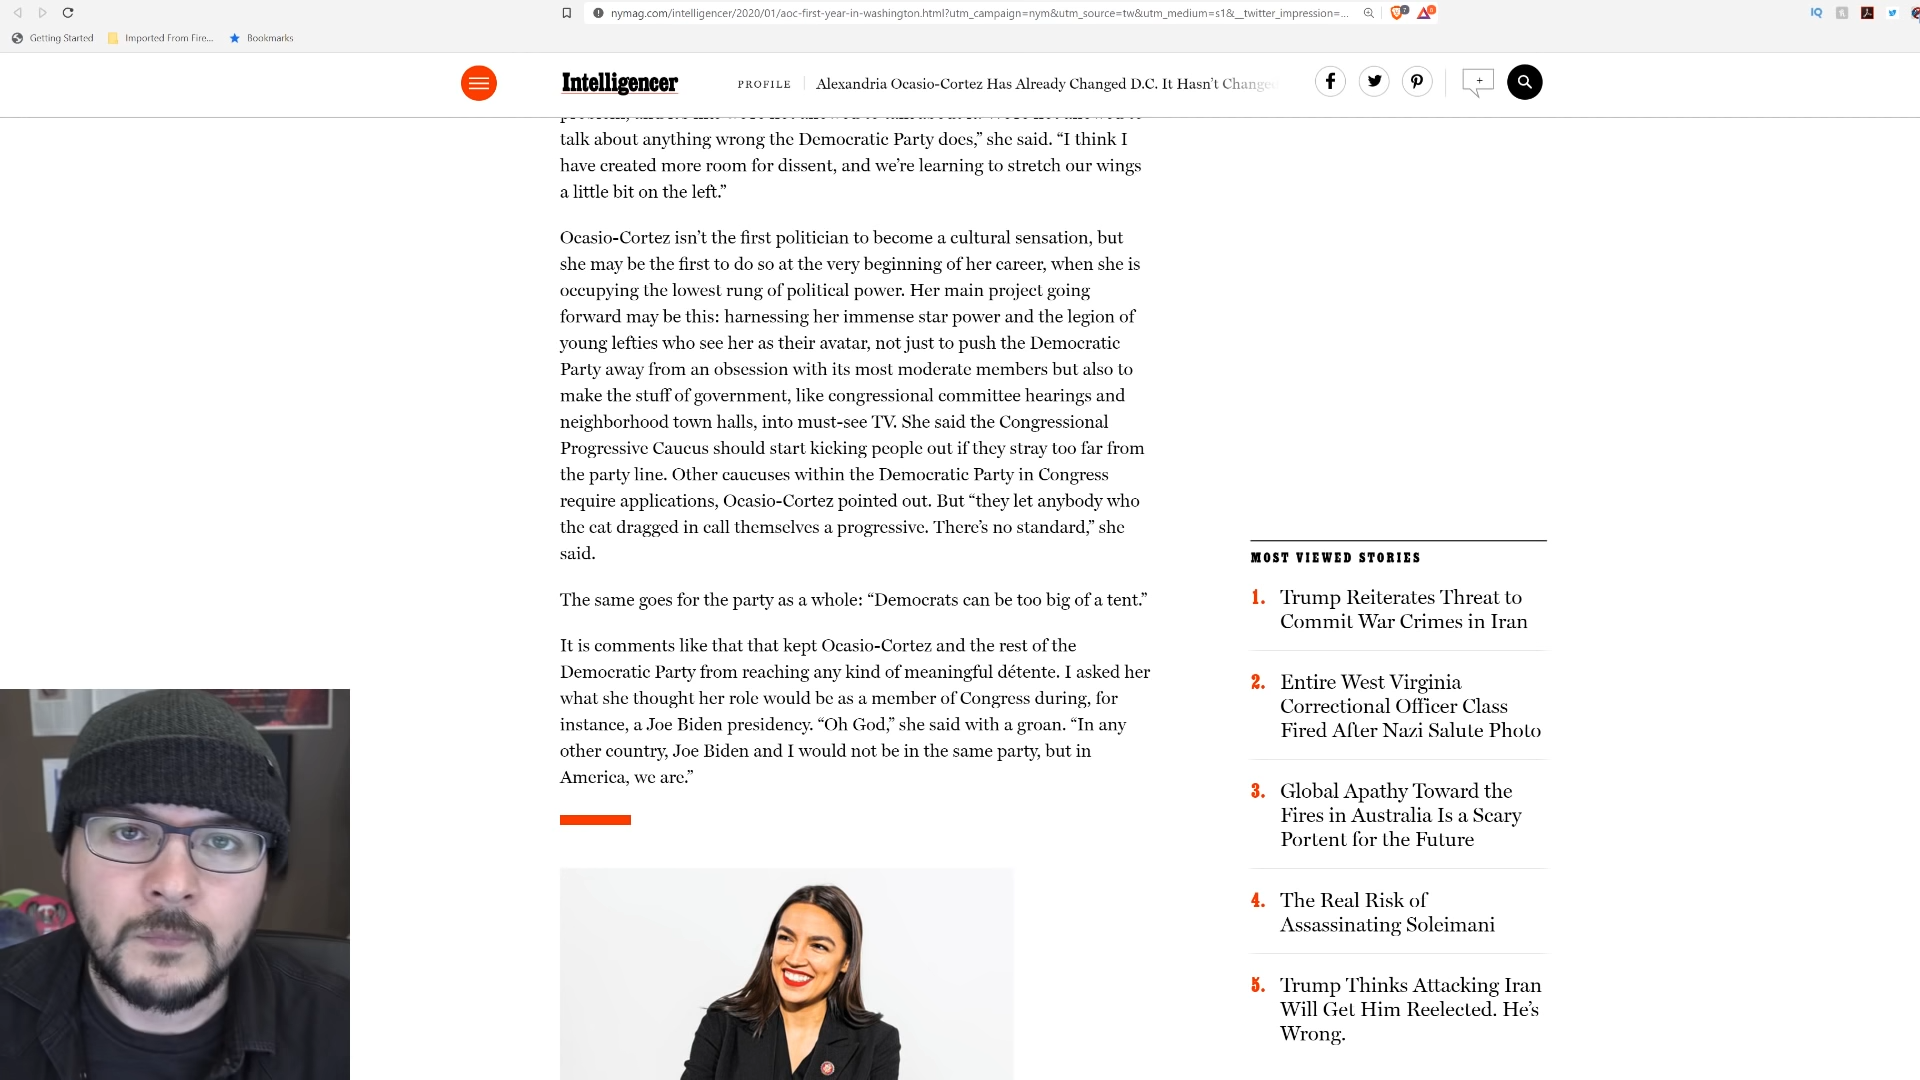 nymag.com/intelligencer/2020/01/aoc-first-year-in-washington.html?utm_campaign=nym&utm_source=tw&utm_medium=s1&__twitter_impression=...
Getting Started
Imported From Fire...
Bookmarks
Intelligencer
PROFILE
Alexandria Ocasio-Cortez Has Already Changed D.C. It Hasn’t Change
talk about anything wrong the Democratic Party does,” she said. “I think I
have created more room for dissent, and we’re learning to stretch our wings
a little bit on the left.”
Ocasio-Cortez isn’t the first politician to become a cultural sensation, but
she may be the first to do so at the very beginning of her career, when she is
occupying the lowest rung of political power. Her main project going
forward may be this: harnessing her immense star power and the legion of
young lefties who see her as their avatar, not just to push the Democratic
Party away from an obsession with its most moderate members but also to
make the stuff of government, like congressional committee hearings and
neighborhood town halls, into must-see TV. She said the Congressional
Progressive Caucus should start kicking people out if they stray too far from
the party line. Other caucuses within the Democratic Party in Congress
require applications, Ocasio-Cortez pointed out. But “they let anybody who
the cat dragged in call themselves a progressive. There’s no standard,” she
said.
The same goes for the party as a whole: “Democrats can be too big of a tent.”
It is comments like that that kept Ocasio-Cortez and the rest of the
Democratic Party from reaching any kind of meaningful détente. I asked her
what she thought her role would be as a member of Congress during, for
instance, a Joe Biden presidency. “Oh God,” she said with a groan. “In any
other country, Joe Biden and I would not be in the same party, but in
America, we are.”
MOST VIEWED STORIES
1. Trump Reiterates Threat to
Commit War Crimes in Iran
2. Entire West Virginia
Correctional Officer Class
Fired After Nazi Salute Photo
3. Global Apathy Toward the
Fires in Australia Is a Scary
Portent for the Future
4. The Real Risk of
Assassinating Soleimani
5. Trump Thinks Attacking Iran
Will Get Him Reelected. He’s
Wrong.